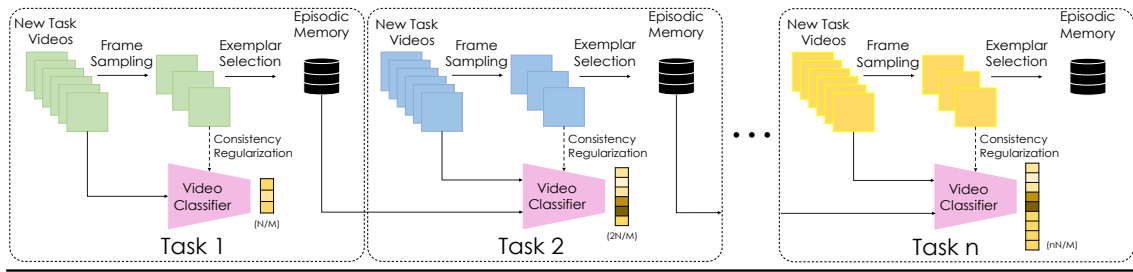 New Task
Videos
Frame
Sampling
Exemplar
Selection
Episodic
Memory
Consistency
Regularization
Video
Classifier
(N/M)
Task 1
New Task
Videos
Frame
Sampling
Exemplar
Selection
Episodic
Memory
Consistency
Regularization
Video
Classifier
(2N/M)
Task 2
New Task
Videos
Frame
Sampling
Exemplar
Selection
Episodic
Memory
Consistency
Regularization
Video
Classifier
(nN/M)
Task n